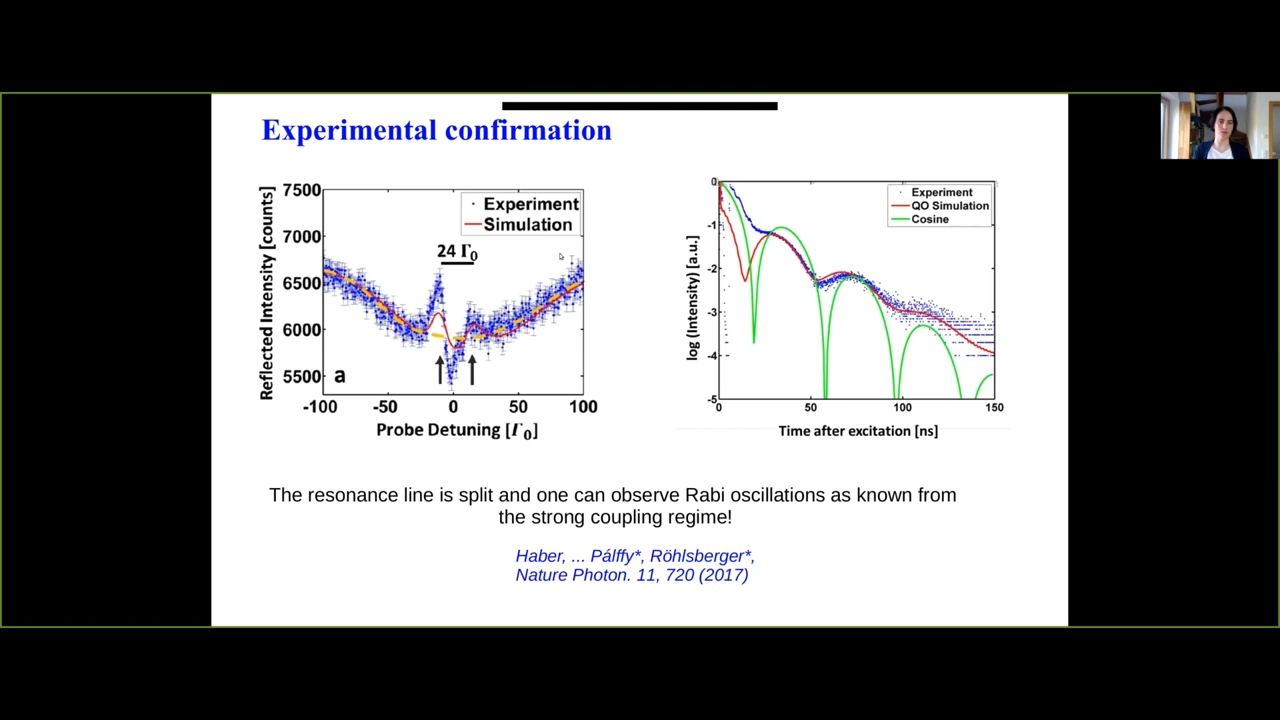 Experimental confirmation
7500
7000
6500
6000
5500
Reflected Intensity [counts]
Experiment
Simulation
24 Γ₀
a
-100
-50
0
50
100
Probe Detuning [Γ₀]
0
-1
-2
-3
-4
-5
log (Intensity) [a.u.]
Experiment
QO Simulation
Cosine
0
50
100
150
Time after excitation [ns]
The resonance line is split and one can observe Rabi oscillations as known from
the strong coupling regime!
Haber, ... Pálffy*, Röhlsberger*,
Nature Photon. 11, 720 (2017)